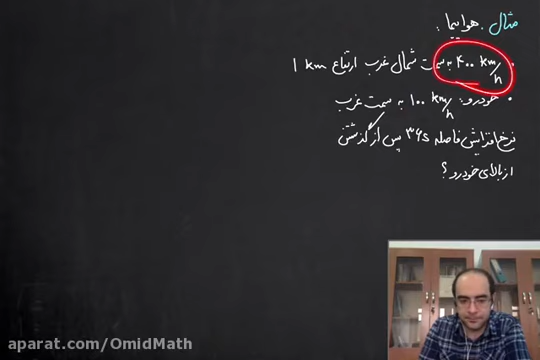 مثال. هواپیما:
• ۴۰۰ km/h به سمت شمال غرب ارتفاع 1 km
• خودرو: ۱۰۰ km/h به سمت غرب
نرخ افزایش فاصله ۳۶s پس از گذشتن
از بالای خودرو؟
aparat.com/OmidMath